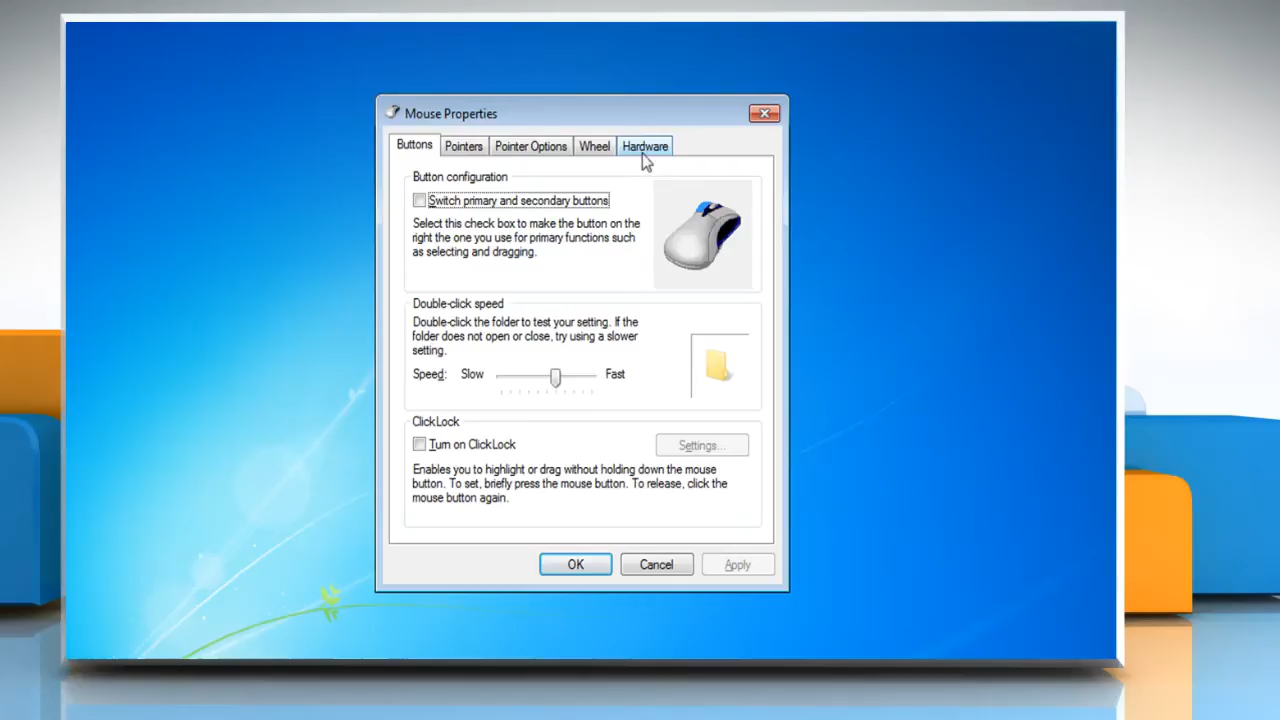 Mouse Properties
Buttons Pointers Pointer Options Wheel Hardware
Button configuration
Switch primary and secondary buttons
Select this check box to make the button on the
right the one you use for primary functions such
as selecting and dragging.
Double-click speed
Double-click the folder to test your setting. If the
folder does not open or close, try using a slower
setting.
Speed: Slow Fast
ClickLock
Turn on ClickLock Settings...
Enables you to highlight or drag without holding down the mouse
button. To set, briefly press the mouse button. To release, click the
mouse button again.
OK Cancel Apply